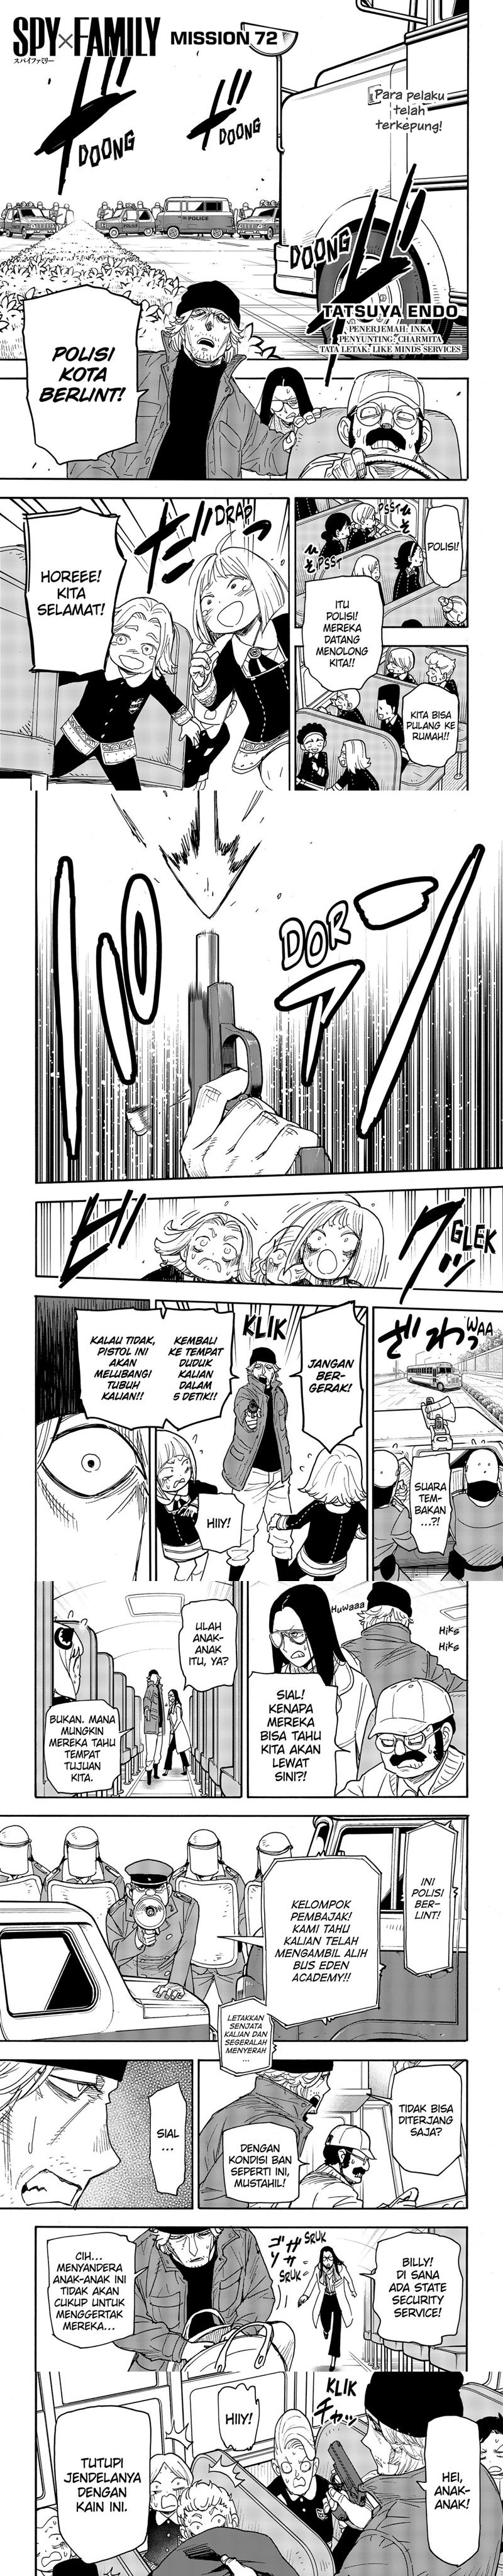 SPY×FAMILY
スパイファミリー
MISSION 72
Para pelaku
telah
terkepung!
DOONG
DOONG
DOONG
TATSUYA ENDO
PENERJEMAH: INKA
PENYUNTING: CHARMITA
TATA LETAK: LIKE MINDS SERVICES
POLISI
KOTA
BERLINT!
PSST
PSST
POLISI!
ITU
POLISI!
MEREKA
DATANG
MENOLONG
KITA!!
KITA BISA
PULANG KE
RUMAH!!
DRAP!
HOREEE!
KITA
SELAMAT!
DOR
パアン
GLEK
WAA
ざわっ
SUARA
TEM-
BAKAN
...?!
KLIK
JANGAN
BER-
GERAK!
KEMBALI
KE TEMPAT
DUDUK
KALIAN
DALAM
5 DETIK!!
KALAU TIDAK,
PISTOL INI
AKAN
MELUBANGI
TUBUH
KALIAN!!
HIIY!
Huwaaa
Hiks
Hiks
SIAL!
KENAPA
MEREKA
BISA TAHU
KITA AKAN
LEWAT
SINI?!
ULAH
ANAK-
ANAK
ITU, YA?
BUKAN. MANA
MUNGKIN
MEREKA TAHU
TEMPAT
TUJUAN
KITA.
INI
POLISI
BER-
LINT!
KELOMPOK
PEMBAJAK!
KAMI TAHU
KALIAN TELAH
MENGAMBIL ALIH
BUS EDEN
ACADEMY!!
LETAKKAN
SENJATA
KALIAN DAN
SEGERALAH
MENYERAH
...
TIDAK BISA
DITERJANG
SAJA?
DENGAN
KONDISI BAN
SEPERTI INI,
MUSTAHIL!
SIAL
...
BILLY!
DI SANA
ADA STATE
SECURITY
SERVICE!
SRUK
SRUK
CIH...
MENYANDERA
ANAK-ANAK INI
TIDAK AKAN
CUKUP UNTUK
MENGGERTAK
MEREKA...
KLIK
HEI,
ANAK-
ANAK!
HIIY!
TUTUPI
JENDELANYA
DENGAN
KAIN INI.